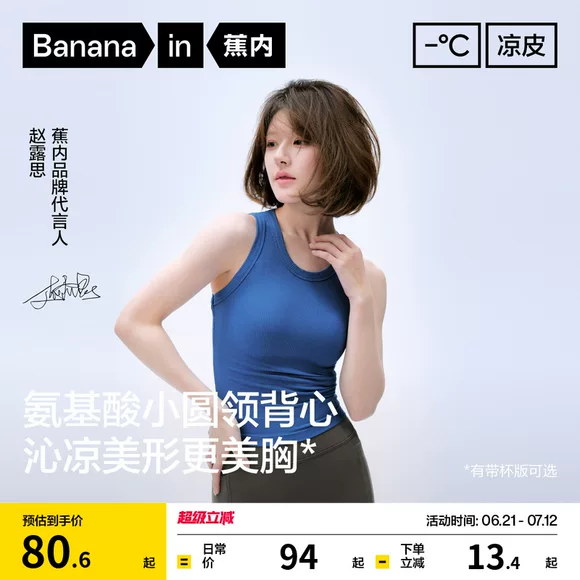 Banana in 蕉内
-°C 凉皮
蕉内品牌代言人
赵露思
氨基酸小圆领背心
沁凉美形更美胸*
*有带杯版可选
预估到手价
80.6 起
超级立减
活动时间: 06.21 - 07.12
= 日常价 94 起 - 下单立减 13.4 起